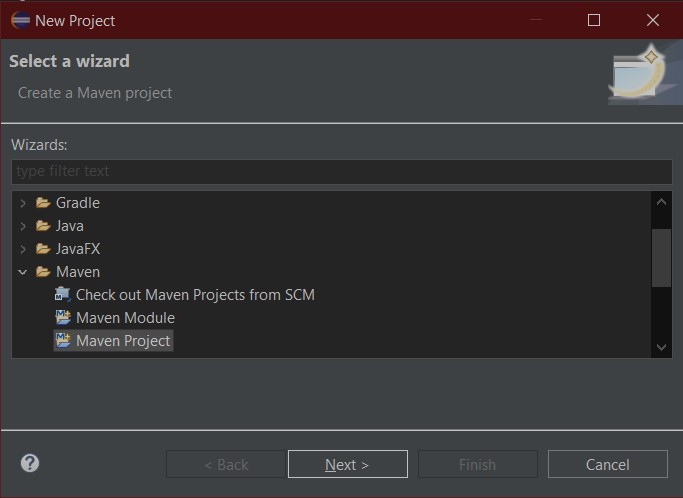 New Project
Select a wizard
Create a Maven project
Wizards:
type filter text
Gradle
Java
JavaFX
Maven
Check out Maven Projects from SCM
Maven Module
Maven Project
? < Back Next > Finish Cancel